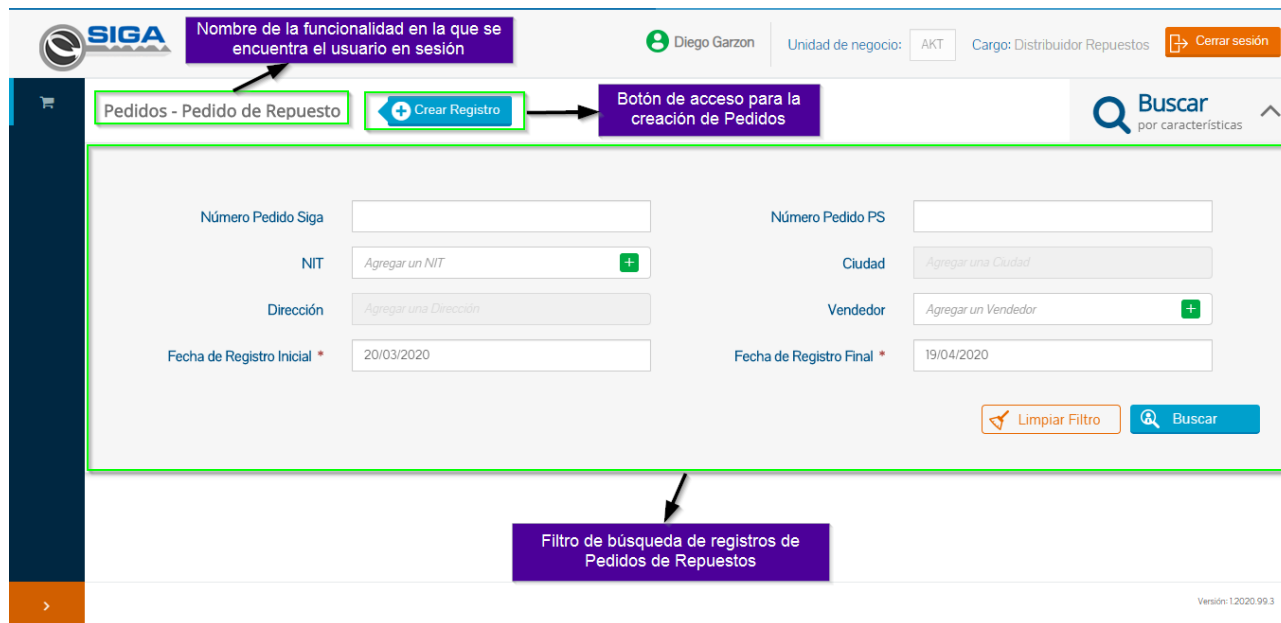 SIGA
Nombre de la funcionalidad en la que se
encuentra el usuario en sesión
Diego Garzon
Unidad de negocio:
AKT
Cargo: Distribuidor Repuestos
Cerrar sesión
Pedidos - Pedido de Repuesto
Crear Registro
Botón de acceso para la
creación de Pedidos
Buscar
por características
Número Pedido Siga
Número Pedido PS
NIT
Agregar un NIT
Ciudad
Agregar una Ciudad
Dirección
Agregar una Dirección
Vendedor
Agregar un Vendedor
Fecha de Registro Inicial *
20/03/2020
Fecha de Registro Final *
19/04/2020
Limpiar Filtro
Buscar
Filtro de búsqueda de registros de
Pedidos de Repuestos
Versión: 1.2020.99.3